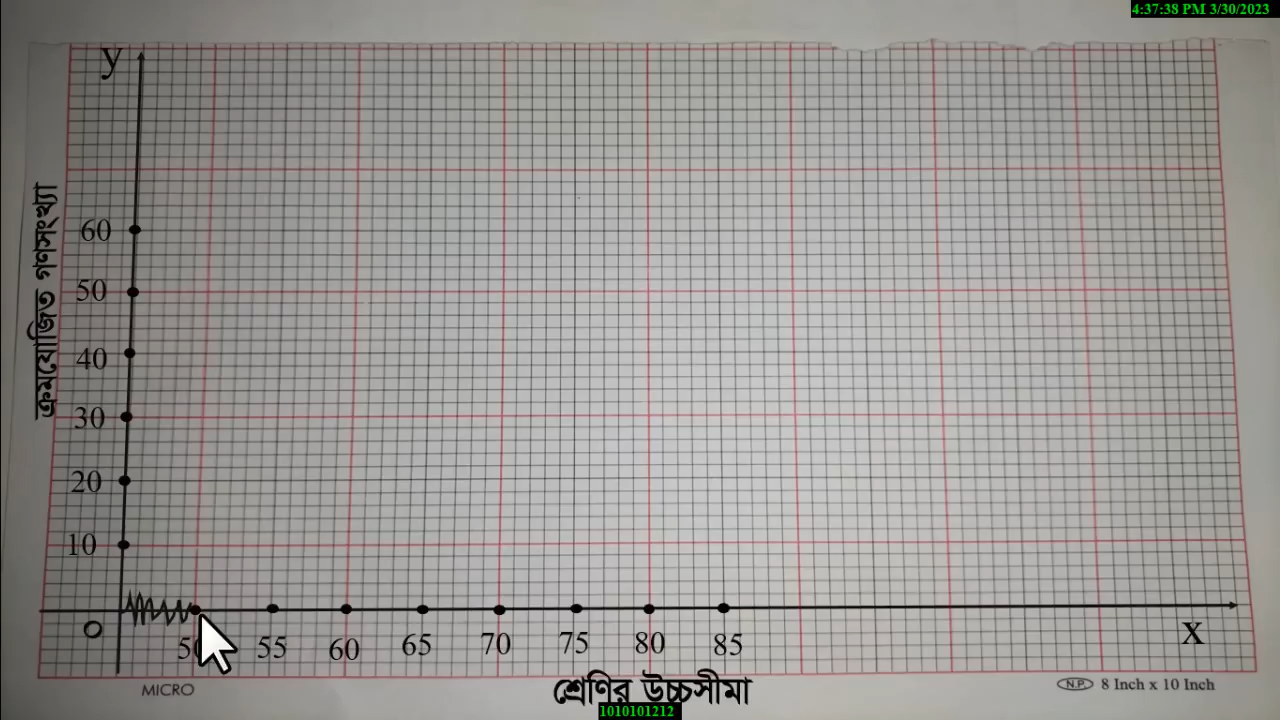 4:37:38 PM 3/30/2023
y
ক্রমযোজিত গণসংখ্যা
60
50
40
30
20
10
O
55 60 65 70 75 80 85
X
শ্রেণির উচ্চসীমা
MICRO
N.P. 8 Inch x 10 Inch
1010101212